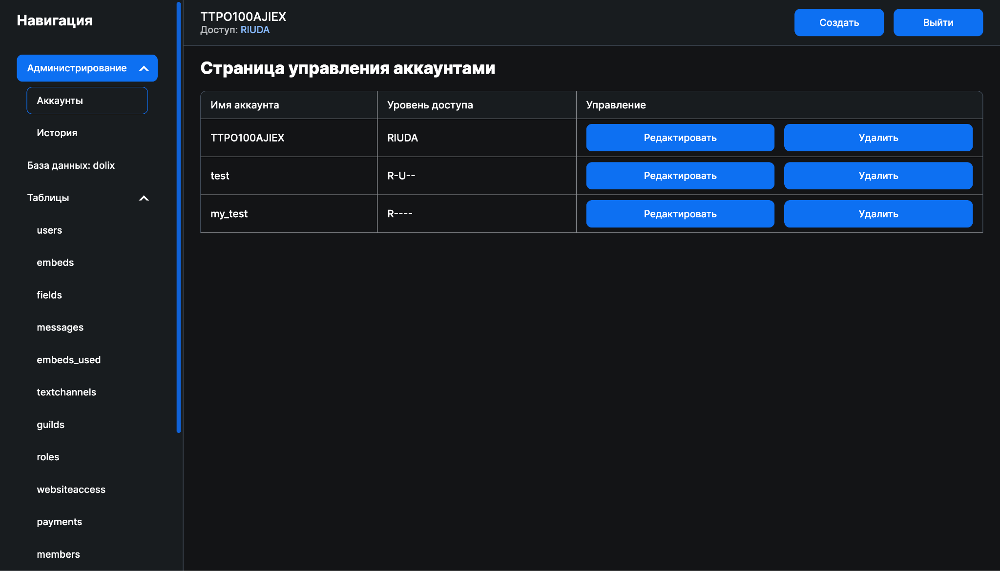 Навигация
Администрирование
Аккаунты
История
База данных: dolix
Таблицы
users
embeds
fields
messages
embeds_used
textchannels
guilds
roles
websiteaccess
payments
members
TTPO100AJIEX
Доступ: RIUDA
Создать
Выйти
Страница управления аккаунтами
Имя аккаунта Уровень доступа Управление
TTPO100AJIEX RIUDA Редактировать Удалить
test R-U-- Редактировать Удалить
my_test R---- Редактировать Удалить